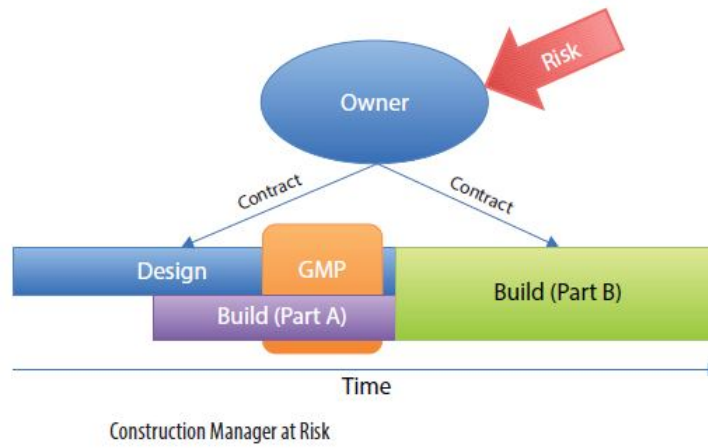 Risk
Owner
Contract
Contract
Design
GMP
Build (Part A)
Build (Part B)
Time
Construction Manager at Risk